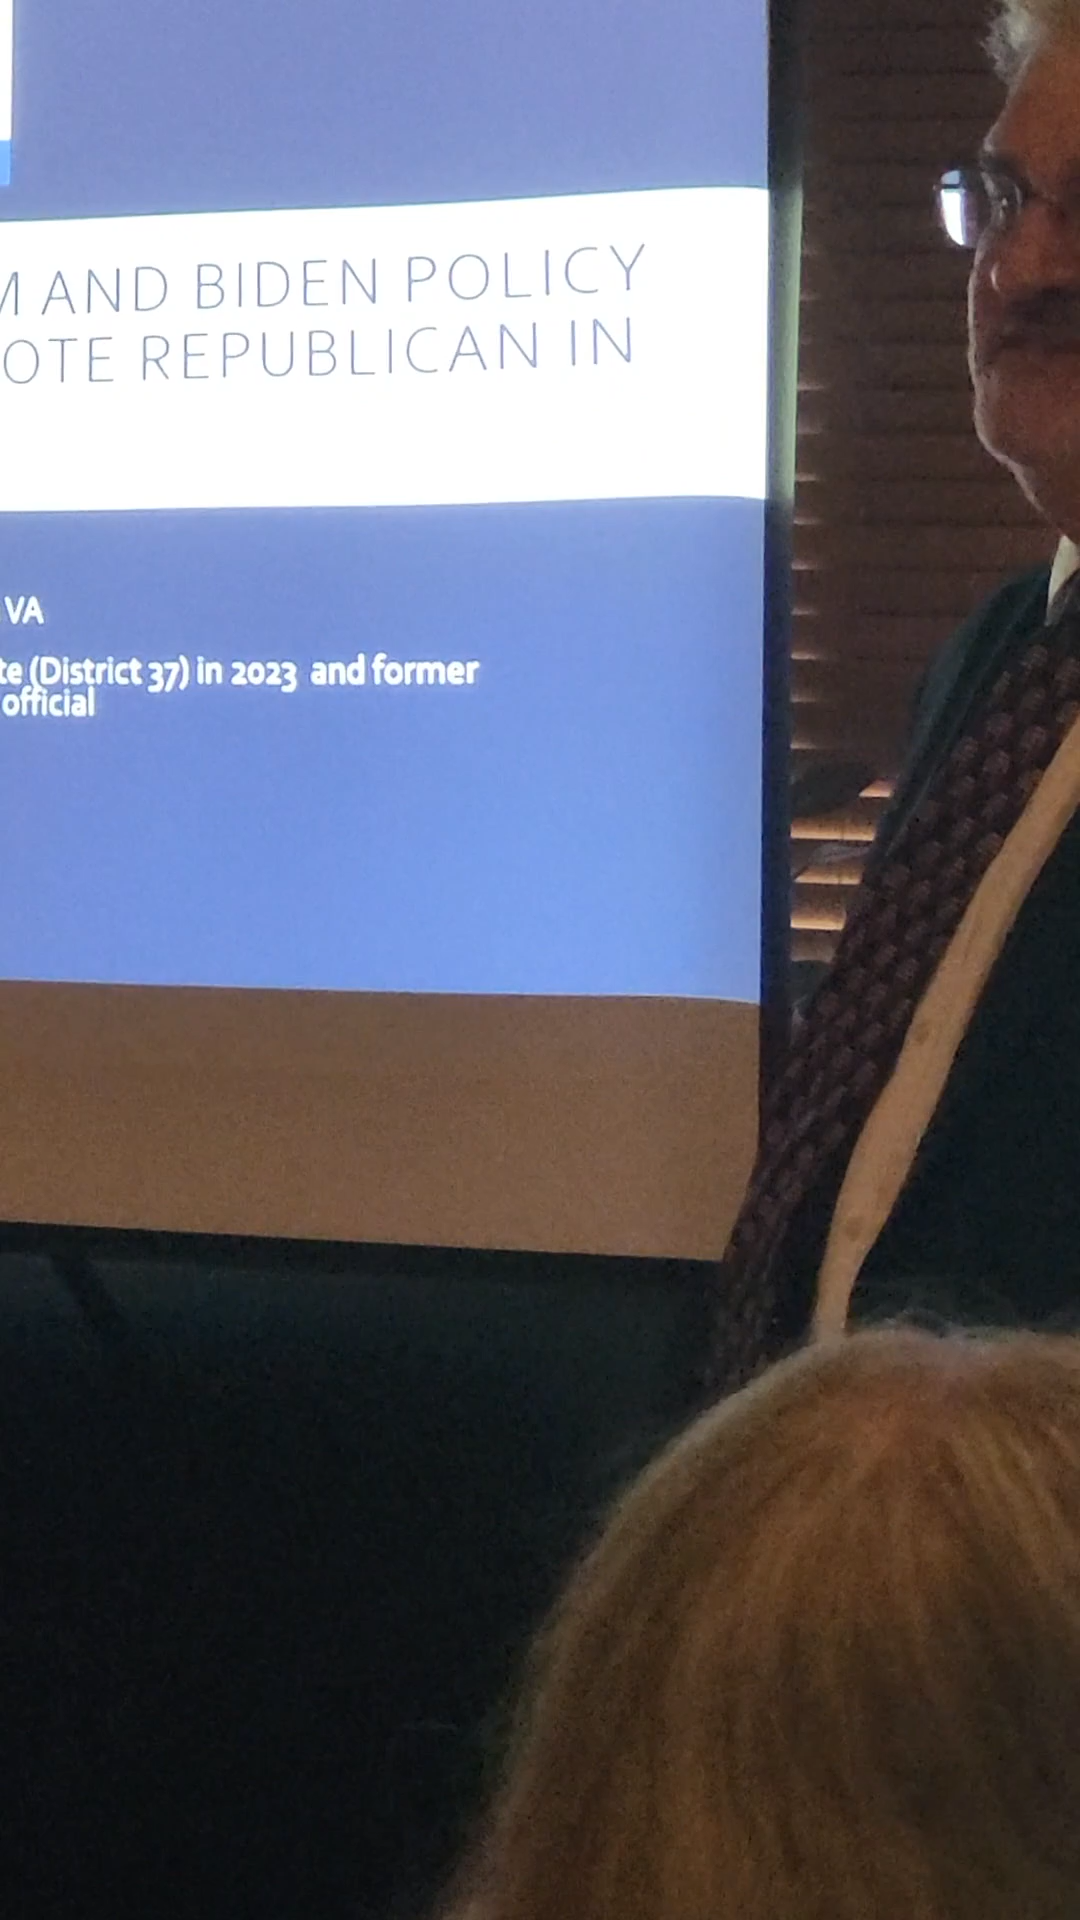 M AND BIDEN POLICY
OTE REPUBLICAN IN
VA
te (District 37) in 2023 and former
official